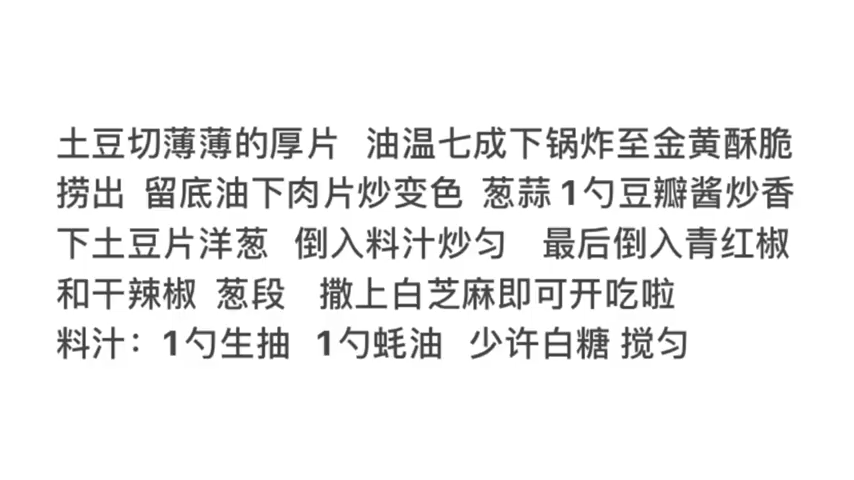 土豆切薄薄的厚片 油温七成下锅炸至金黄酥脆
捞出 留底油下肉片炒变色 葱蒜 1勺豆瓣酱炒香
下土豆片洋葱 倒入料汁炒匀 最后倒入青红椒
和干辣椒 葱段 撒上白芝麻即可开吃啦
料汁：1勺生抽 1勺蚝油 少许白糖 搅匀